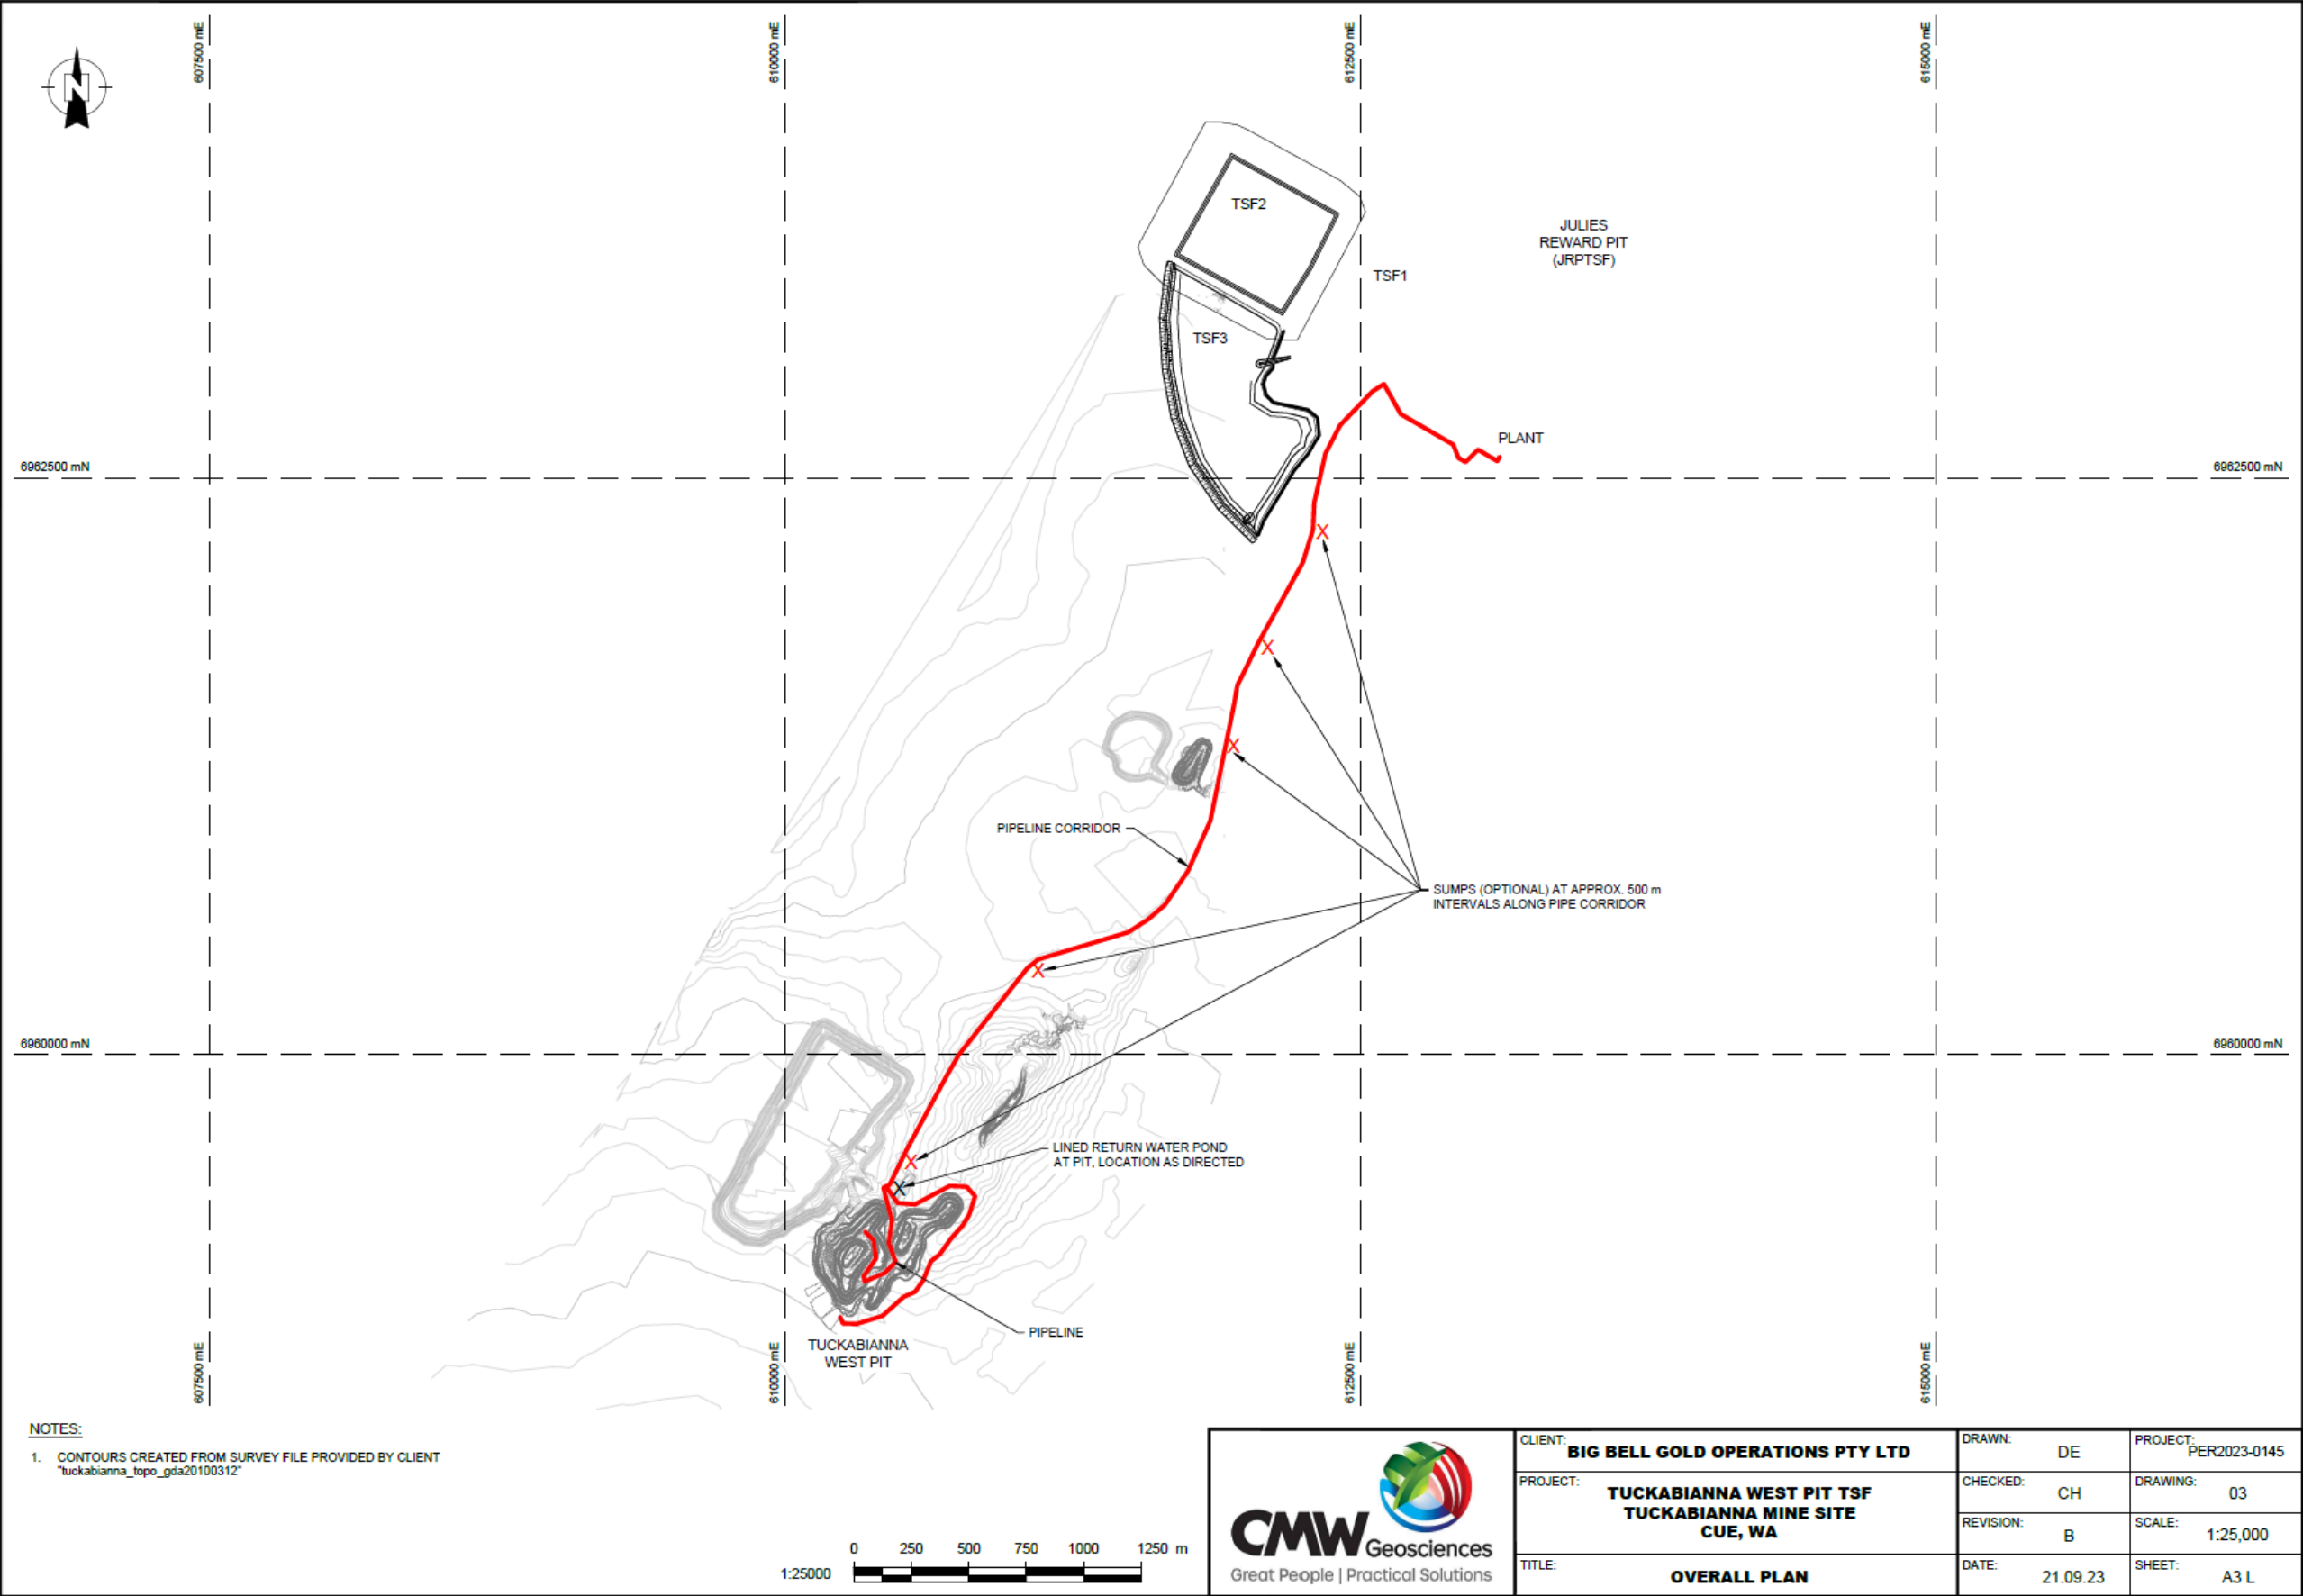 607500 mE
610000 mE
612500 mE
615000 mE
N
TSF2
JULIES
REWARD PIT
(JRPTSF)
TSF1
TSF3
PLANT
6962500 mN
6962500 mN
PIPELINE CORRIDOR
SUMPS (OPTIONAL) AT APPROX. 500 m
INTERVALS ALONG PIPE CORRIDOR
X
X
X
X
X
6960000 mN
6960000 mN
LINED RETURN WATER POND
AT PIT, LOCATION AS DIRECTED
X
PIPELINE
TUCKABIANNA
WEST PIT
607500 mE
610000 mE
612500 mE
615000 mE
NOTES:
1. CONTOURS CREATED FROM SURVEY FILE PROVIDED BY CLIENT
"tuckabianna_topo_gda20100312"
0 250 500 750 1000 1250 m
1:25000
CMW Geosciences
Great People | Practical Solutions
CLIENT: BIG BELL GOLD OPERATIONS PTY LTD
PROJECT: TUCKABIANNA WEST PIT TSF
TUCKABIANNA MINE SITE
CUE, WA
TITLE: OVERALL PLAN
DRAWN: DE
PROJECT: PER2023-0145
CHECKED: CH
DRAWING: 03
REVISION: B
SCALE: 1:25,000
DATE: 21.09.23
SHEET: A3 L